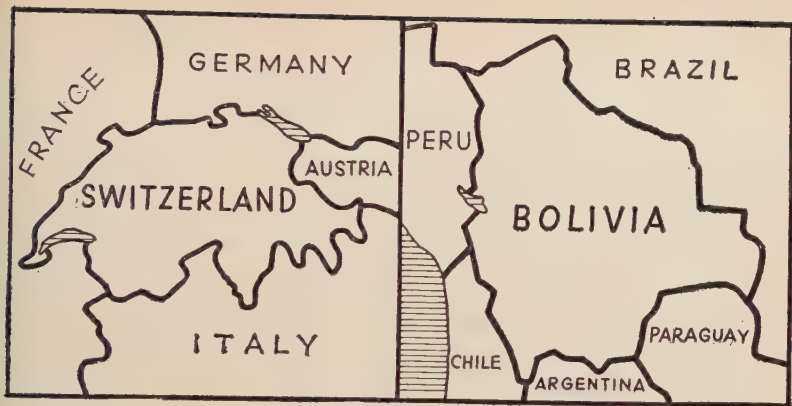 GERMANY
FRANCE
AUSTRIA
SWITZERLAND
ITALY
BRAZIL
PERU
BOLIVIA
PARAGUAY
CHILE
ARGENTINA